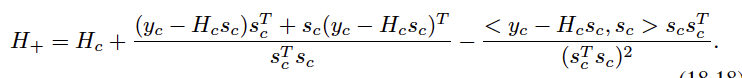 H_+ = H_c + \frac{(y_c - H_c s_c)s_c^T + s_c(y_c - H_c s_c)^T}{s_c^T s_c} - \frac{< y_c - H_c s_c, s_c > s_c s_c^T}{(s_c^T s_c)^2}.